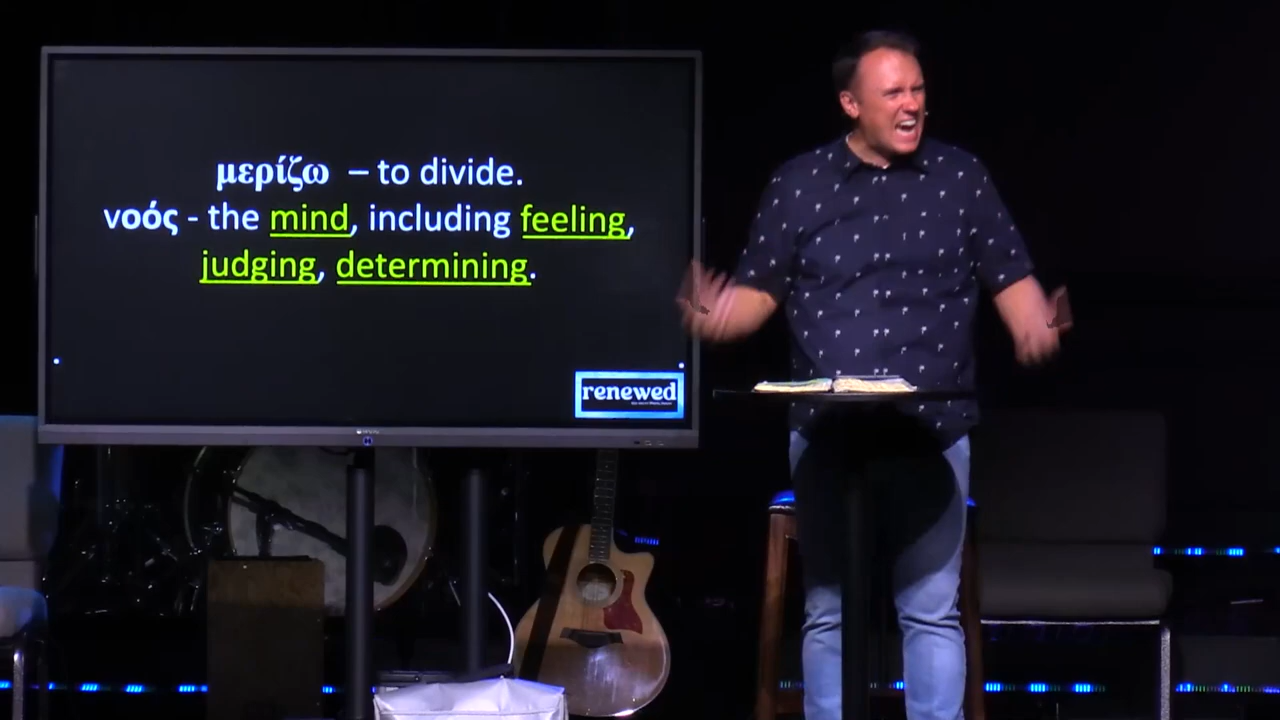 μερίζω – to divide.
νοός - the mind, including feeling,
judging, determining.
renewed